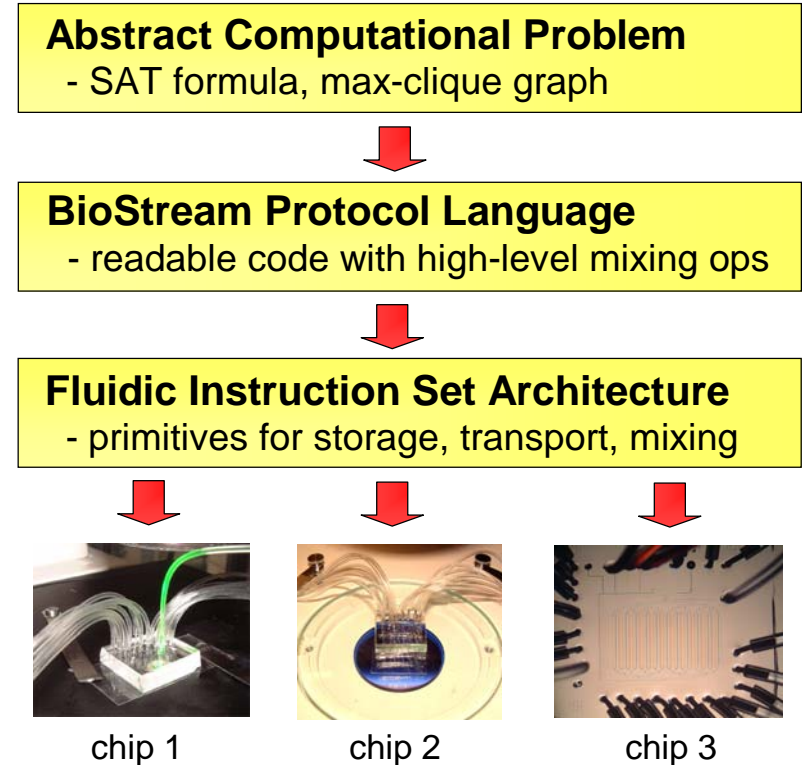 Abstract Computational Problem
- SAT formula, max-clique graph
BioStream Protocol Language
- readable code with high-level mixing ops
Fluidic Instruction Set Architecture
- primitives for storage, transport, mixing
chip 1
chip 2
chip 3